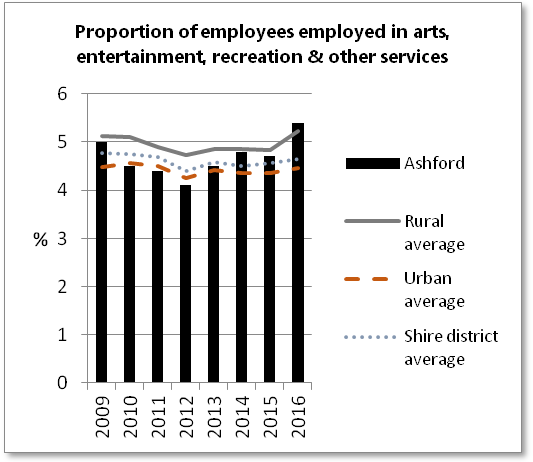 Proportion of employees employed in arts,
entertainment, recreation & other services
6
5
4
3
2
1
0
%
2009
2010
2011
2012
2013
2014
2015
2016
Ashford
Rural
average
Urban
average
Shire district
average